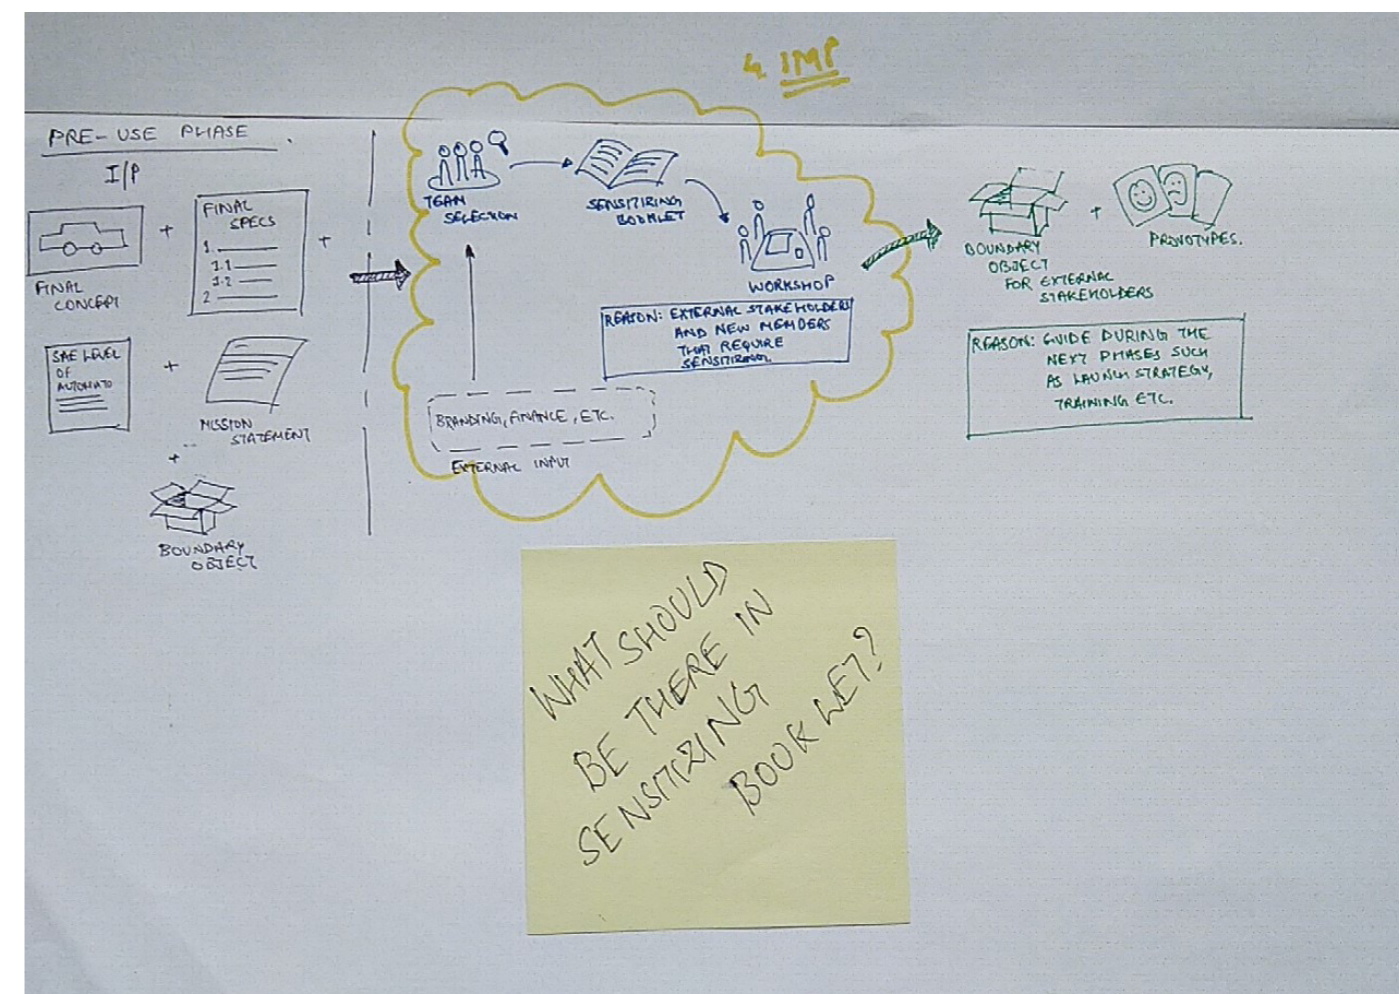 4. IMP
PRE-USE PHASE.
I/P
FINAL
CONCEPT
+
FINAL
SPECS
1.
1.1
1.2
2
+
SAE LEVEL
OF
AUTOMATO
+
MISSION
STATEMENT
+
BOUNDARY
OBJECT
TEAM
SELECTION
SENSITIZING
BOOKLET
WORKSHOP
REASON: EXTERNAL STAKEHOLDERS
AND NEW MEMBERS
THAT REQUIRE
SENSITIZING
BRANDING, FINANCE, ETC.
EXTERNAL INPUT
BOUNDARY
OBJECT
FOR EXTERNAL
STAKEHOLDERS
+
PROVOTYPES.
REASON: GUIDE DURING THE
NEXT PHASES SUCH
AS LAUNCH STRATEGY,
TRAINING ETC.
WHAT SHOULD
BE THERE IN
SENSITIZING
BOOKLET?